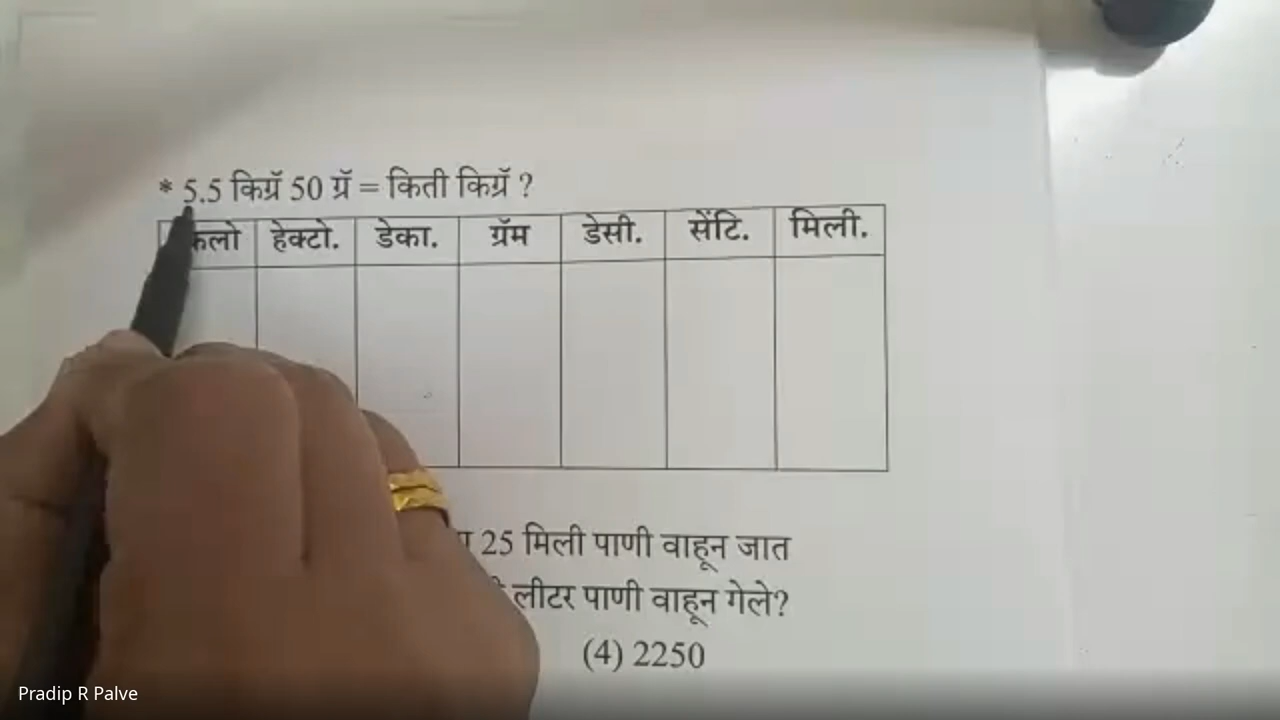 * 5.5 किग्रॅ 50 ग्रॅ = किती किग्रॅ ?
हेक्टो. डेका. ग्रॅम डेसी. सेंटि. मिली.
25 मिली पाणी वाहून जात
लीटर पाणी वाहून गेले?
(4) 2250
Pradip R Palve